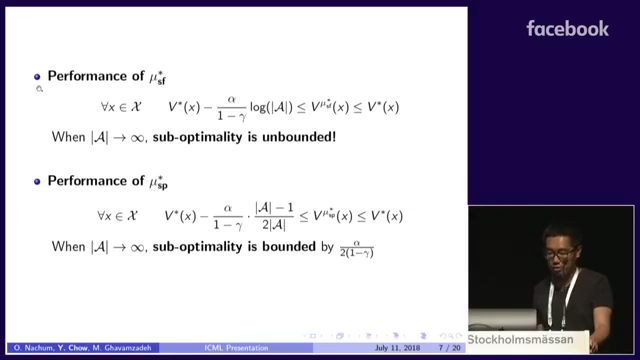 facebook
Performance of μ*sf
∀x ∈ 𝒳 V*(x) − α/(1 − γ) log(|𝒜|) ≤ V^μ*sf(x) ≤ V*(x)
When |𝒜| → ∞, sub-optimality is unbounded!
Performance of μ*sp
∀x ∈ 𝒳 V*(x) − α/(1 − γ) · (|𝒜| − 1)/(2|𝒜|) ≤ V^μ*sp(x) ≤ V*(x)
When |𝒜| → ∞, sub-optimality is bounded by α/(2(1−γ))
O. Nachum, Y. Chow, M. Ghavamzadeh ICML Presentation July 11, 2018 7 / 20
Stockholmsmässan